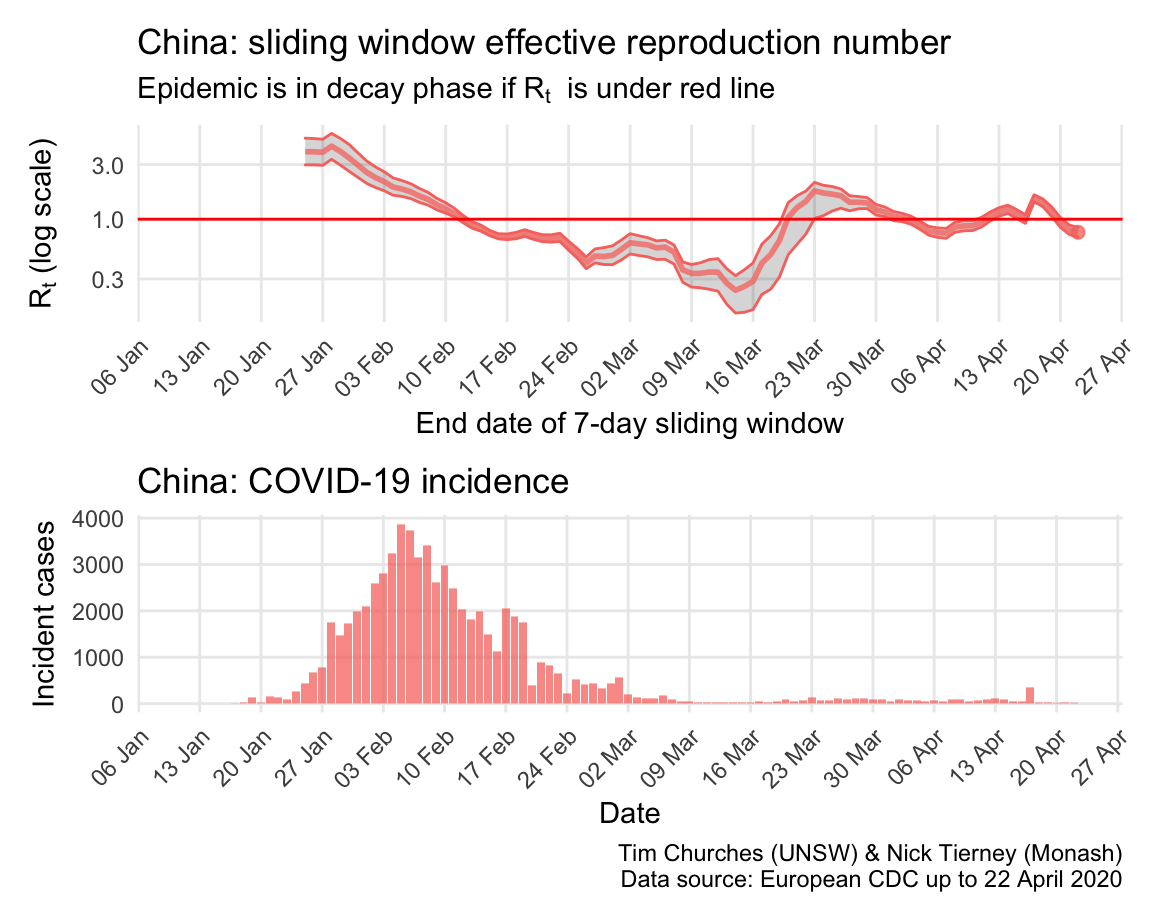 China: sliding window effective reproduction number
Epidemic is in decay phase if Rt is under red line
Rt (log scale)
3.0
1.0
0.3
06 Jan
13 Jan
20 Jan
27 Jan
03 Feb
10 Feb
17 Feb
24 Feb
02 Mar
09 Mar
16 Mar
23 Mar
30 Mar
06 Apr
13 Apr
20 Apr
27 Apr
End date of 7-day sliding window
China: COVID-19 incidence
Incident cases
4000
3000
2000
1000
0
06 Jan
13 Jan
20 Jan
27 Jan
03 Feb
10 Feb
17 Feb
24 Feb
02 Mar
09 Mar
16 Mar
23 Mar
30 Mar
06 Apr
13 Apr
20 Apr
27 Apr
Date
Tim Churches (UNSW) & Nick Tierney (Monash)
Data source: European CDC up to 22 April 2020